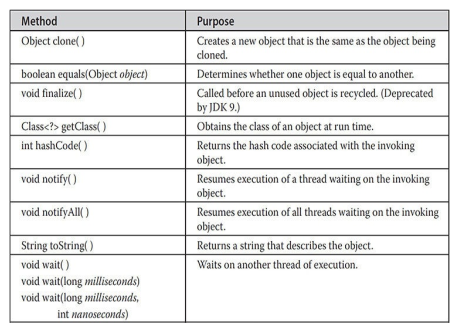 Method Purpose
Object clone( ) Creates a new object that is the same as the object being
cloned.
boolean equals(Object object) Determines whether one object is equal to another.
void finalize( ) Called before an unused object is recycled. (Deprecated
by JDK 9.)
Class<?> getClass( ) Obtains the class of an object at run time.
int hashCode( ) Returns the hash code associated with the invoking
object.
void notify( ) Resumes execution of a thread waiting on the invoking
object.
void notifyAll( ) Resumes execution of all threads waiting on the invoking
object.
String toString( ) Returns a string that describes the object.
void wait( ) Waits on another thread of execution.
void wait(long milliseconds)
void wait(long milliseconds,
int nanoseconds)